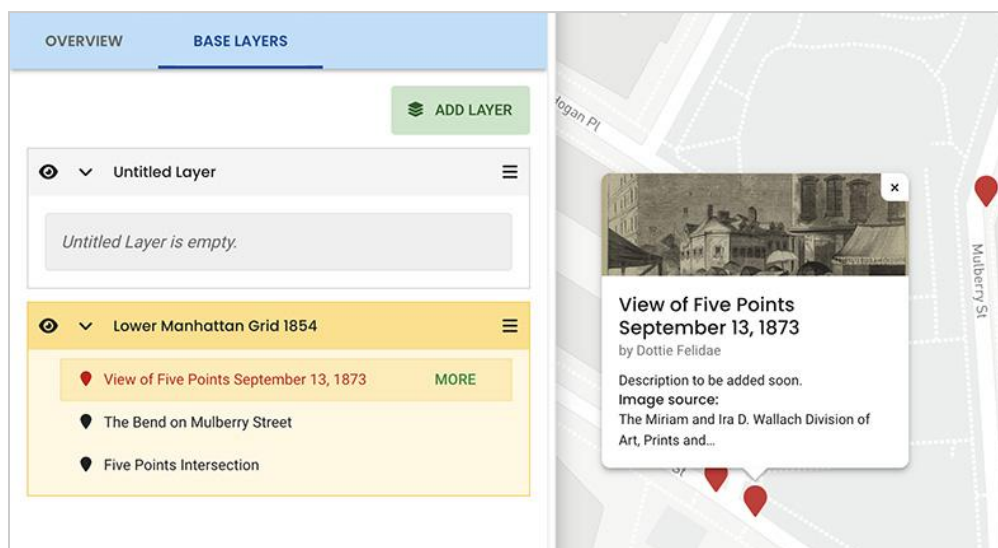 OVERVIEW
BASE LAYERS
ADD LAYER
Untitled Layer
Untitled Layer is empty.
Lower Manhattan Grid 1854
View of Five Points September 13, 1873
MORE
The Bend on Mulberry Street
Five Points Intersection
Hogan Pl
Mulberry St
View of Five Points
September 13, 1873
by Dottie Felidae
Description to be added soon.
Image source:
The Miriam and Ira D. Wallach Division of
Art, Prints and...
St